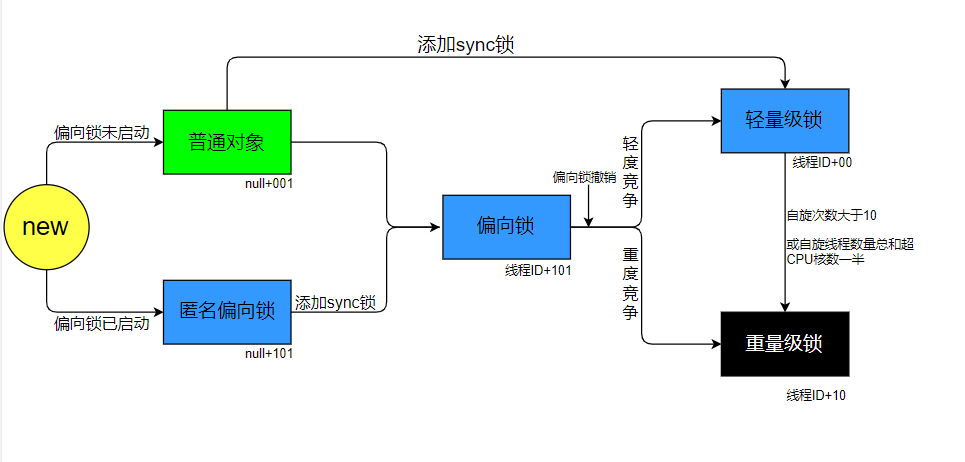 添加sync锁
偏向锁未启动
普通对象
null+001
new
偏向锁已启动
匿名偏向锁
null+101
添加sync锁
偏向锁
线程ID+101
偏向锁撤销
轻度竞争
重度竞争
轻量级锁
线程ID+00
自旋次数大于10
或自旋线程数量总和超
CPU核数一半
重量级锁
线程ID+10